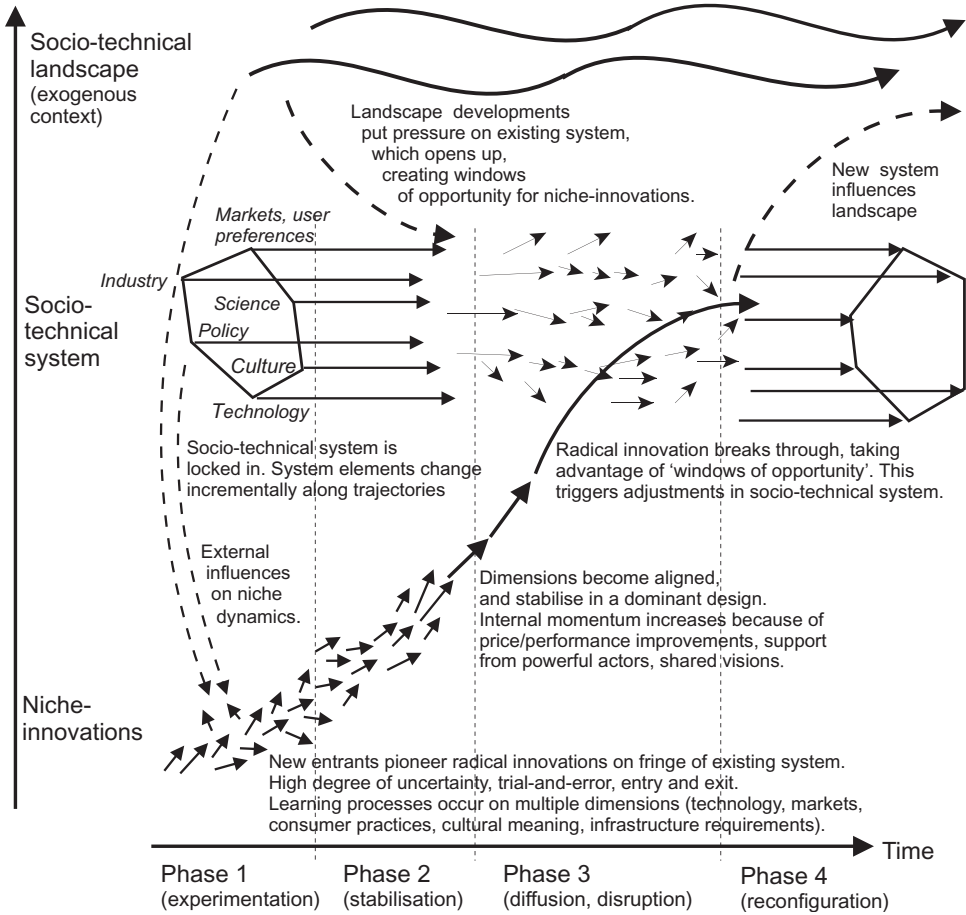 Socio-technical
landscape
(exogenous
context)
Landscape developments
put pressure on existing system,
which opens up,
creating windows
of opportunity for niche-innovations.
New system
influences
landscape
Markets, user
preferences
Industry
Science
Policy
Culture
Technology
Socio-
technical
system
Socio-technical system is
locked in. System elements change
incrementally along trajectories
Radical innovation breaks through, taking
advantage of ‘windows of opportunity’. This
triggers adjustments in socio-technical system.
External
influences
on niche
dynamics.
Dimensions become aligned,
and stabilise in a dominant design.
Internal momentum increases because of
price/performance improvements, support
from powerful actors, shared visions.
Niche-
innovations
New entrants pioneer radical innovations on fringe of existing system.
High degree of uncertainty, trial-and-error, entry and exit.
Learning processes occur on multiple dimensions (technology, markets,
consumer practices, cultural meaning, infrastructure requirements).
Time
Phase 1
(experimentation)
Phase 2
(stabilisation)
Phase 3
(diffusion, disruption)
Phase 4
(reconfiguration)